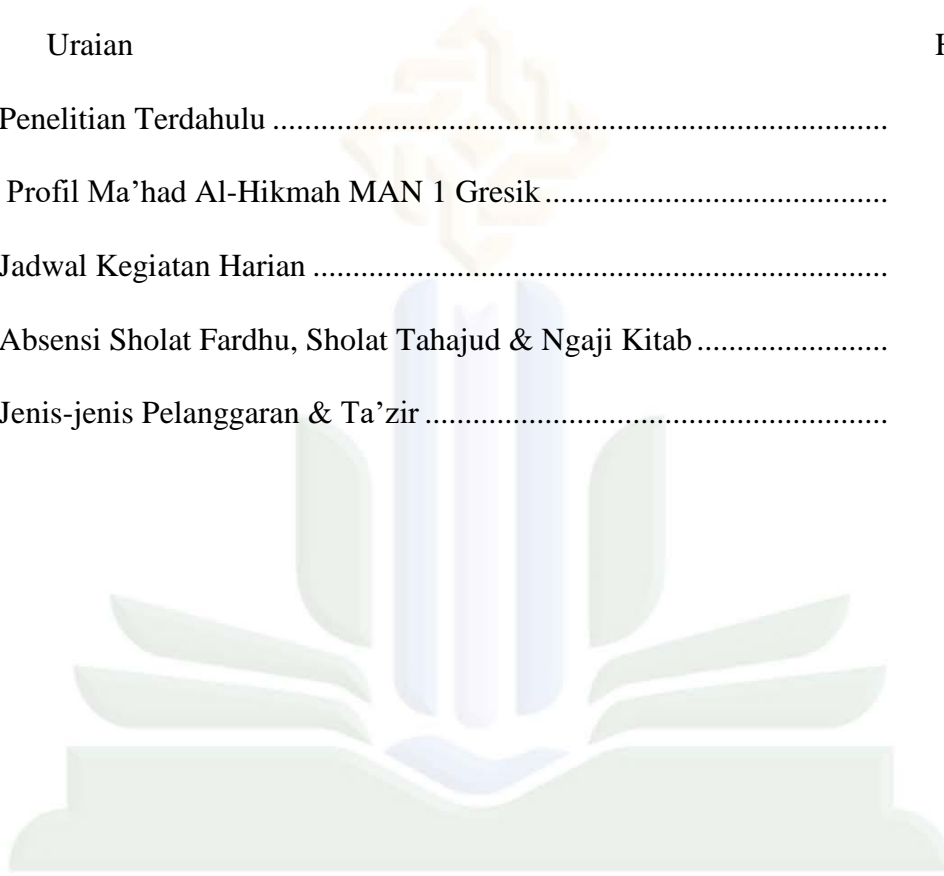 Uraian
Penelitian Terdahulu ............................................................................
Profil Ma’had Al-Hikmah MAN 1 Gresik ..........................................
Jadwal Kegiatan Harian .......................................................................
Absensi Sholat Fardhu, Sholat Tahajud & Ngaji Kitab ........................
Jenis-jenis Pelanggaran & Ta’zir .........................................................